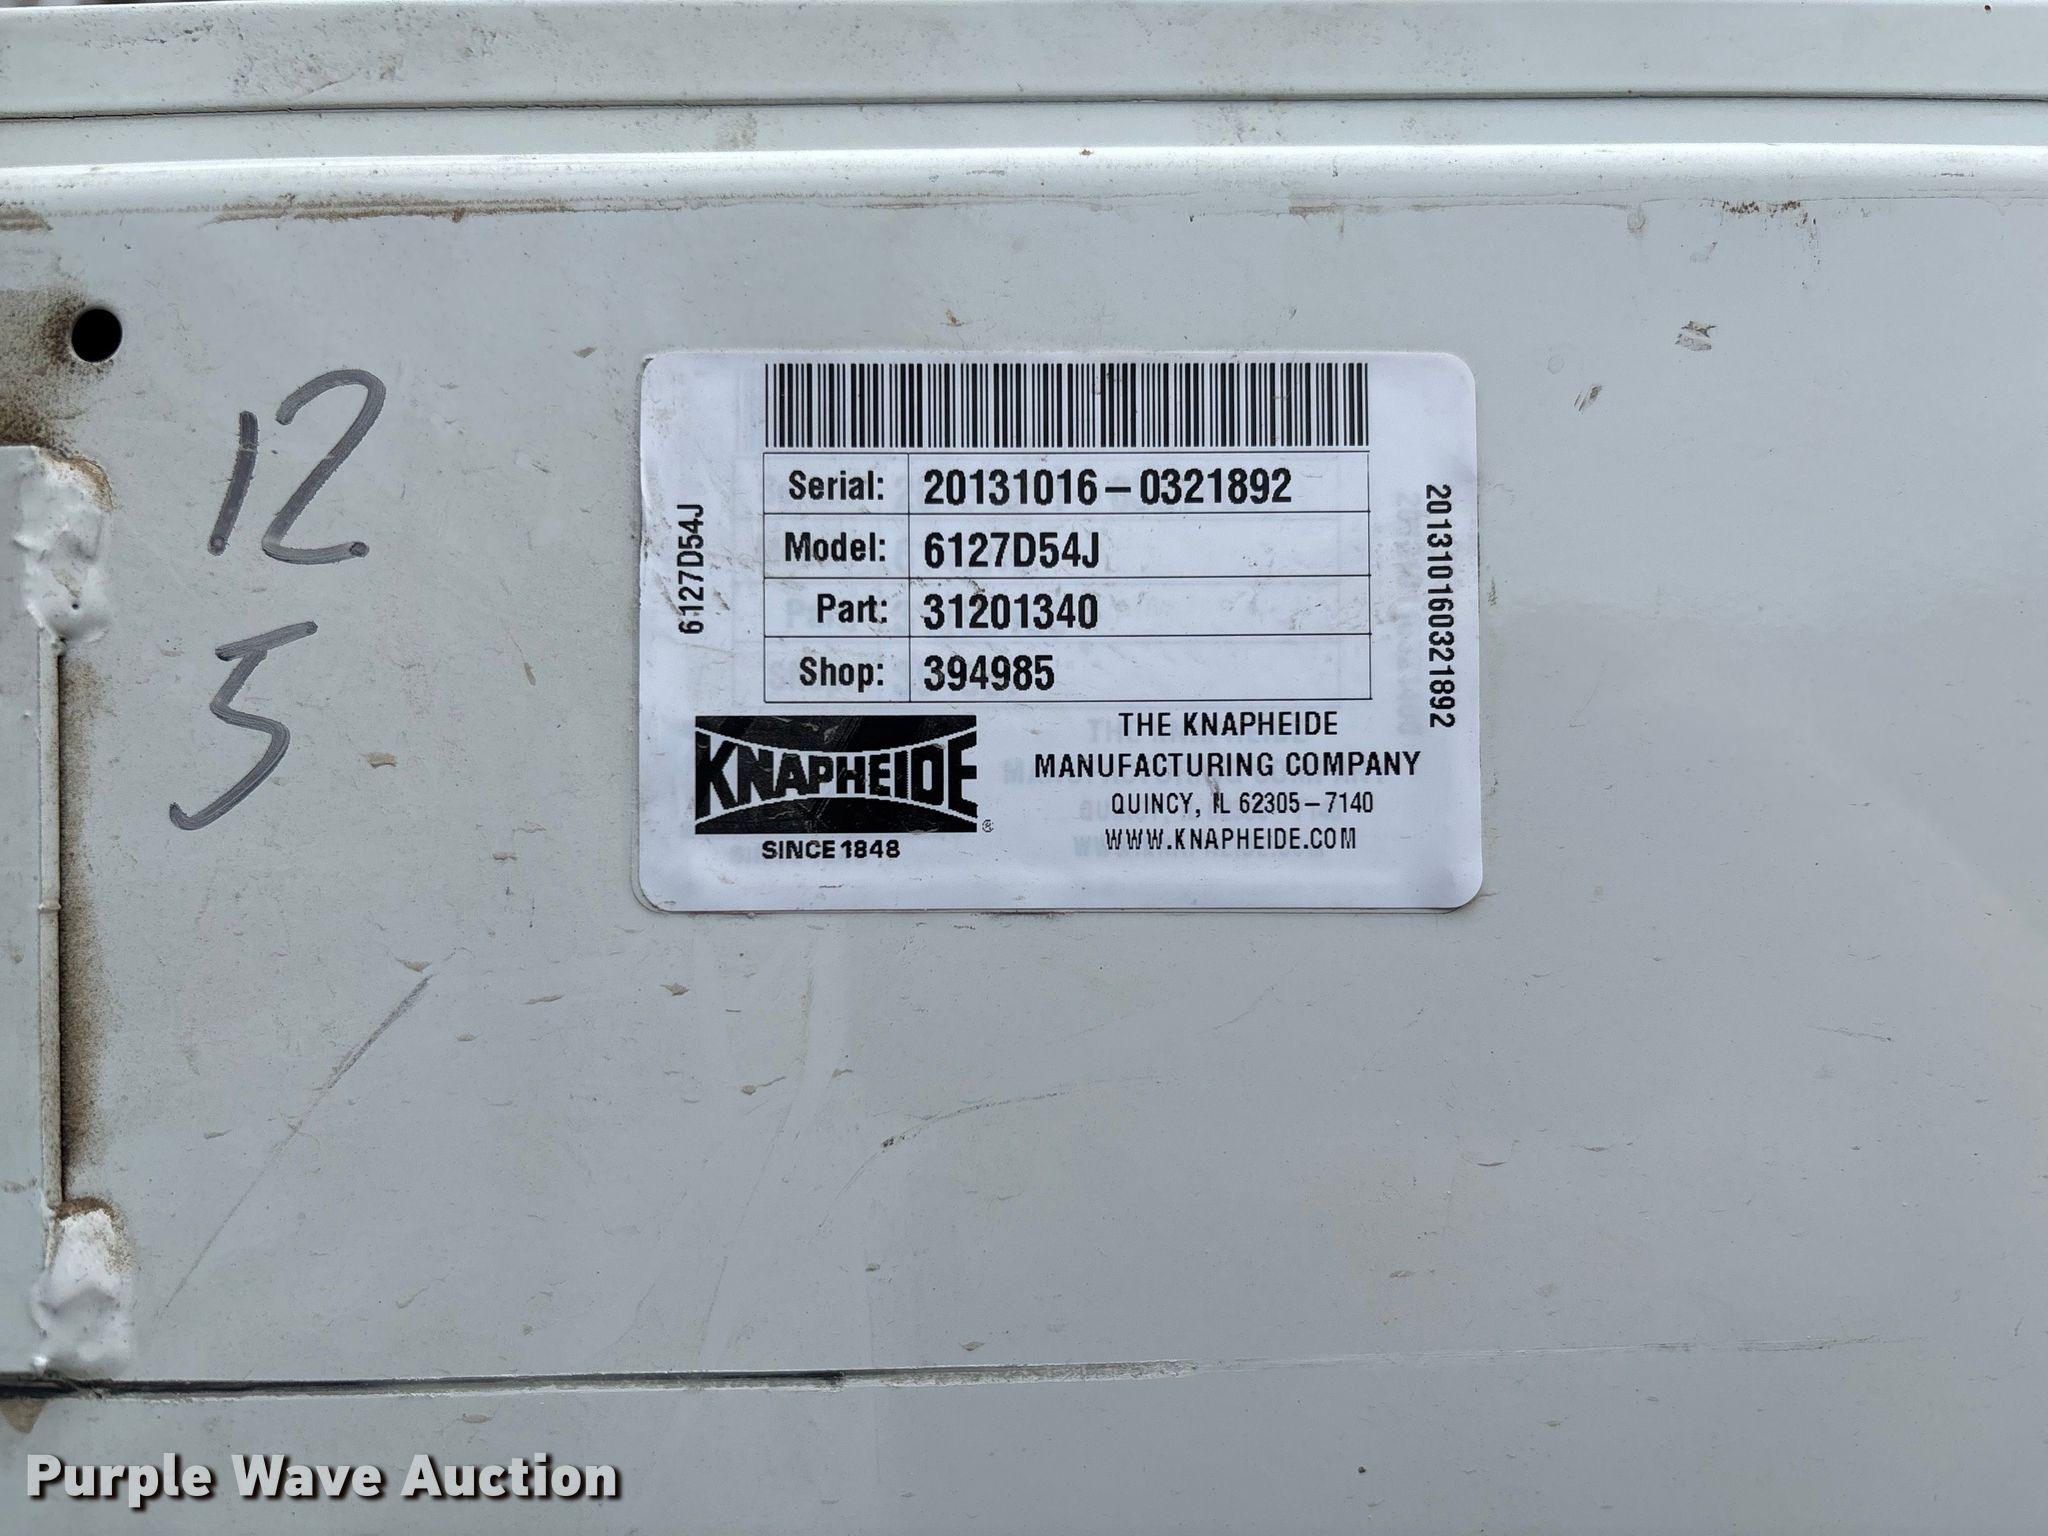 12
5
6127D54J
Serial: 20131016-0321892
Model: 6127D54J
Part: 31201340
Shop: 394985
201310160321892
KNAPHEIDE®
SINCE 1848
THE KNAPHEIDE
MANUFACTURING COMPANY
QUINCY, IL 62305-7140
WWW.KNAPHEIDE.COM
Purple Wave Auction